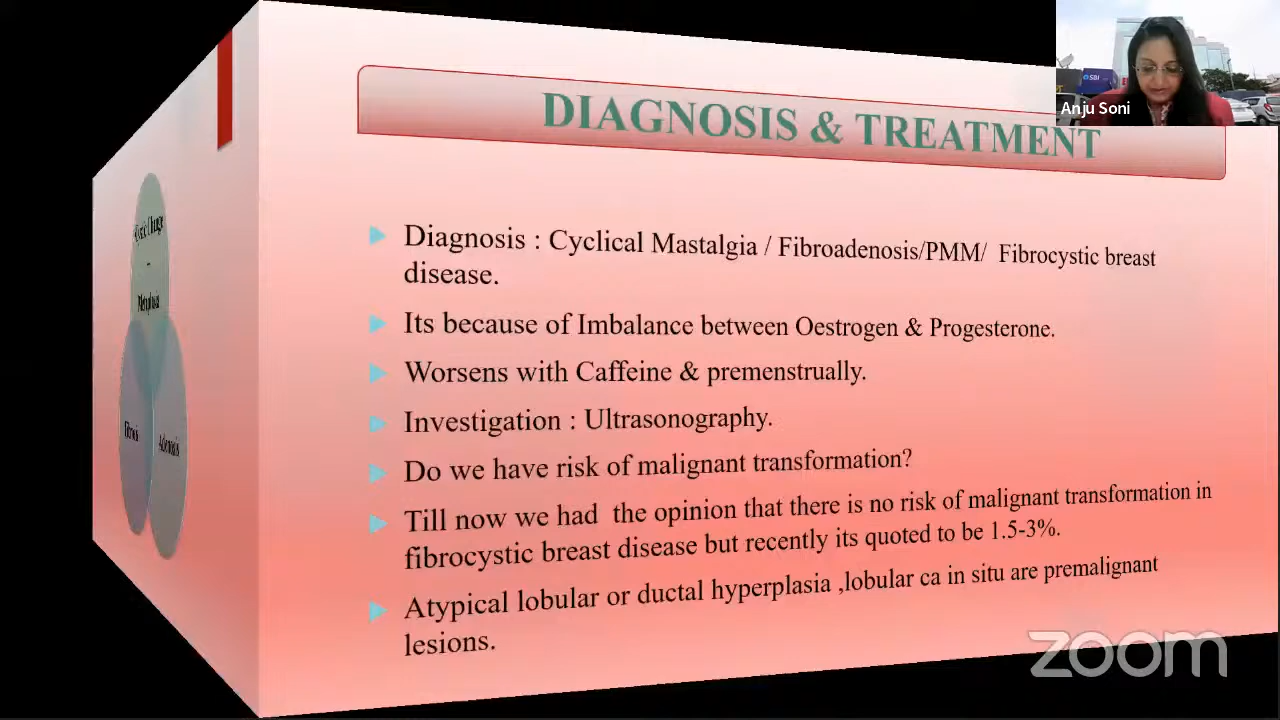 SBI
Anju Soni
DIAGNOSIS & TREATMENT
Diagnosis : Cyclical Mastalgia / Fibroadenosis/PMM/ Fibrocystic breast
disease.
Its because of Imbalance between Oestrogen & Progesterone.
Worsens with Caffeine & premenstrually.
Investigation : Ultrasonography.
Do we have risk of malignant transformation?
Till now we had the opinion that there is no risk of malignant transformation in
fibrocystic breast disease but recently its quoted to be 1.5-3%.
Atypical lobular or ductal hyperplasia ,lobular ca in situ are premalignant
lesions.
zoom